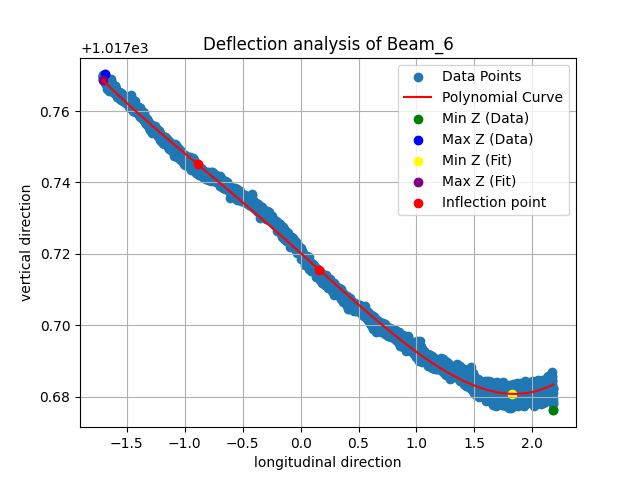 Deflection analysis of Beam_6
+1.017e3
Data Points
Polynomial Curve
Min Z (Data)
Max Z (Data)
Min Z (Fit)
Max Z (Fit)
Inflection point
vertical direction
0.76
0.74
0.72
0.70
0.68
−1.5 −1.0 −0.5 0.0 0.5 1.0 1.5 2.0
longitudinal direction